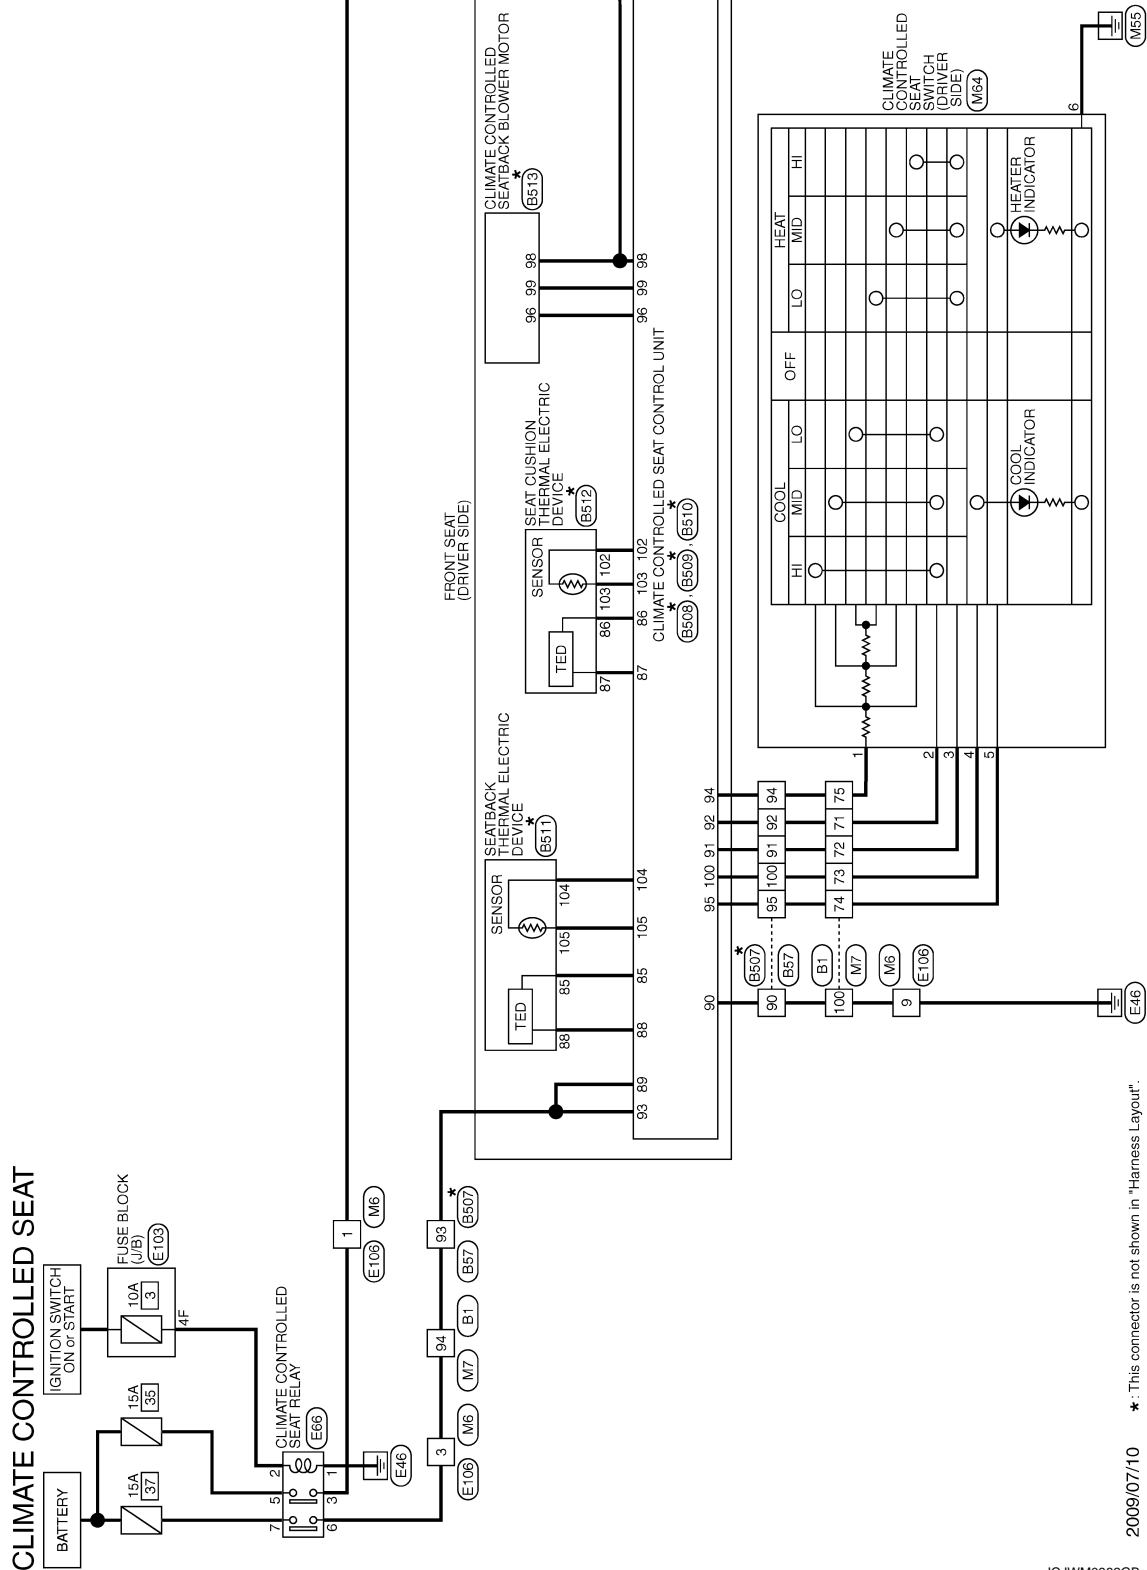 CLIMATE CONTROLLED SEAT
BATTERY
IGNITION SWITCH
ON or START
15A
37
15A
35
10A
3
FUSE BLOCK
(J/B)
E103
4F
CLIMATE CONTROLLED
SEAT RELAY
E66
7
5
2
6
3
1
E46
1
E106
M6
3
E106
M6
94
M7
B1
93
B57
B507
*
FRONT SEAT
(DRIVER SIDE)
SEATBACK
THERMAL ELECTRIC
DEVICE
*
B511
TED
SENSOR
88
85
105
104
SEAT CUSHION
THERMAL ELECTRIC
DEVICE
*
B512
TED
SENSOR
87
86
103
102
CLIMATE CONTROLLED
SEATBACK BLOWER MOTOR
*
B513
96
99
98
93
89
88
85
105
104
87
86
103
102
96
99
98
CLIMATE CONTROLLED SEAT CONTROL UNIT
* * *
B508 , B509 , B510
90
95
100
91
92
94
90
95
100
91
92
94
*
B507
B57
100
74
73
72
71
75
B1
M7
9
M6
E106
E46
1
2
3
4
5
6
CLIMATE
CONTROLLED
SEAT
SWITCH
(DRIVER
SIDE)
M64
COOL
OFF
HEAT
HI
MID
LO
LO
MID
HI
COOL
INDICATOR
HEATER
INDICATOR
M55
2009/07/10
* : This connector is not shown in "Harness Layout".